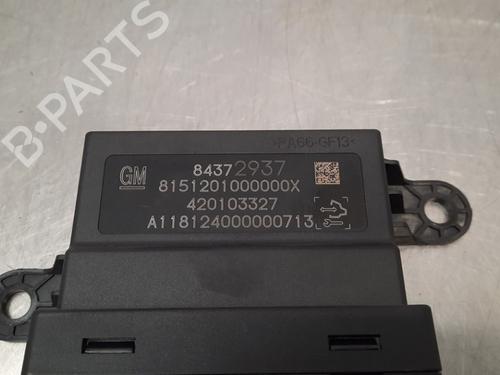 B-PARTS
>PA66-GF13<
GM
84372937
8151201000000X
420103327
A118124000000713